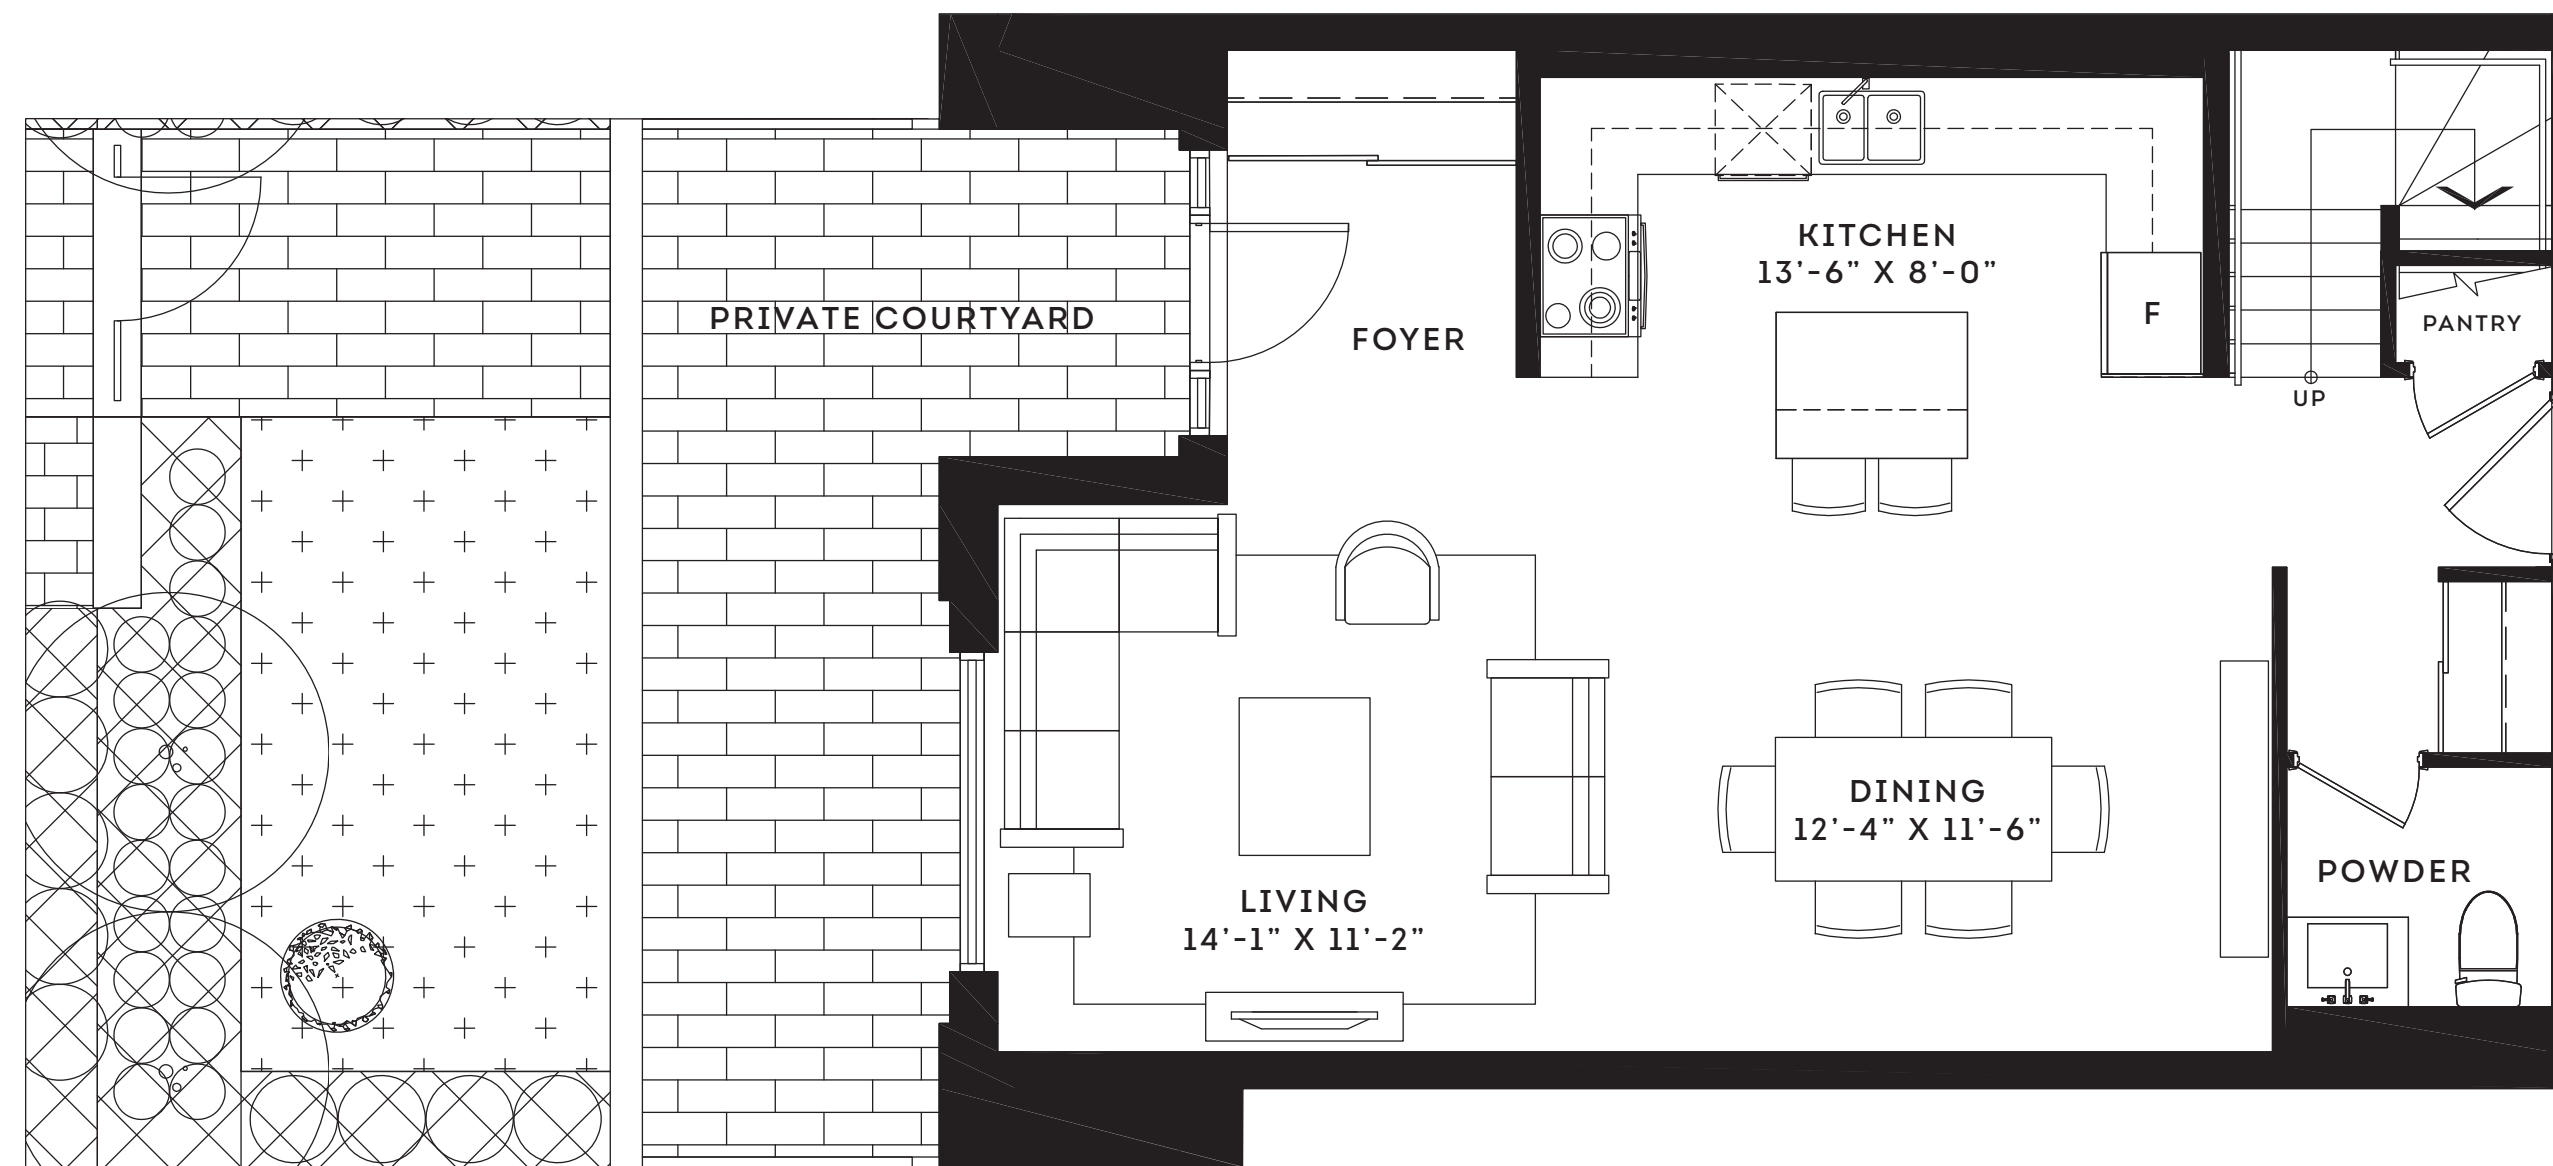 KITCHEN
13’-6” X 8’-0”
F
PRIVATE COURTYARD
FOYER
PANTRY
UP
DINING
12’-4” X 11’-6”
POWDER
LIVING
14’-1” X 11’-2”